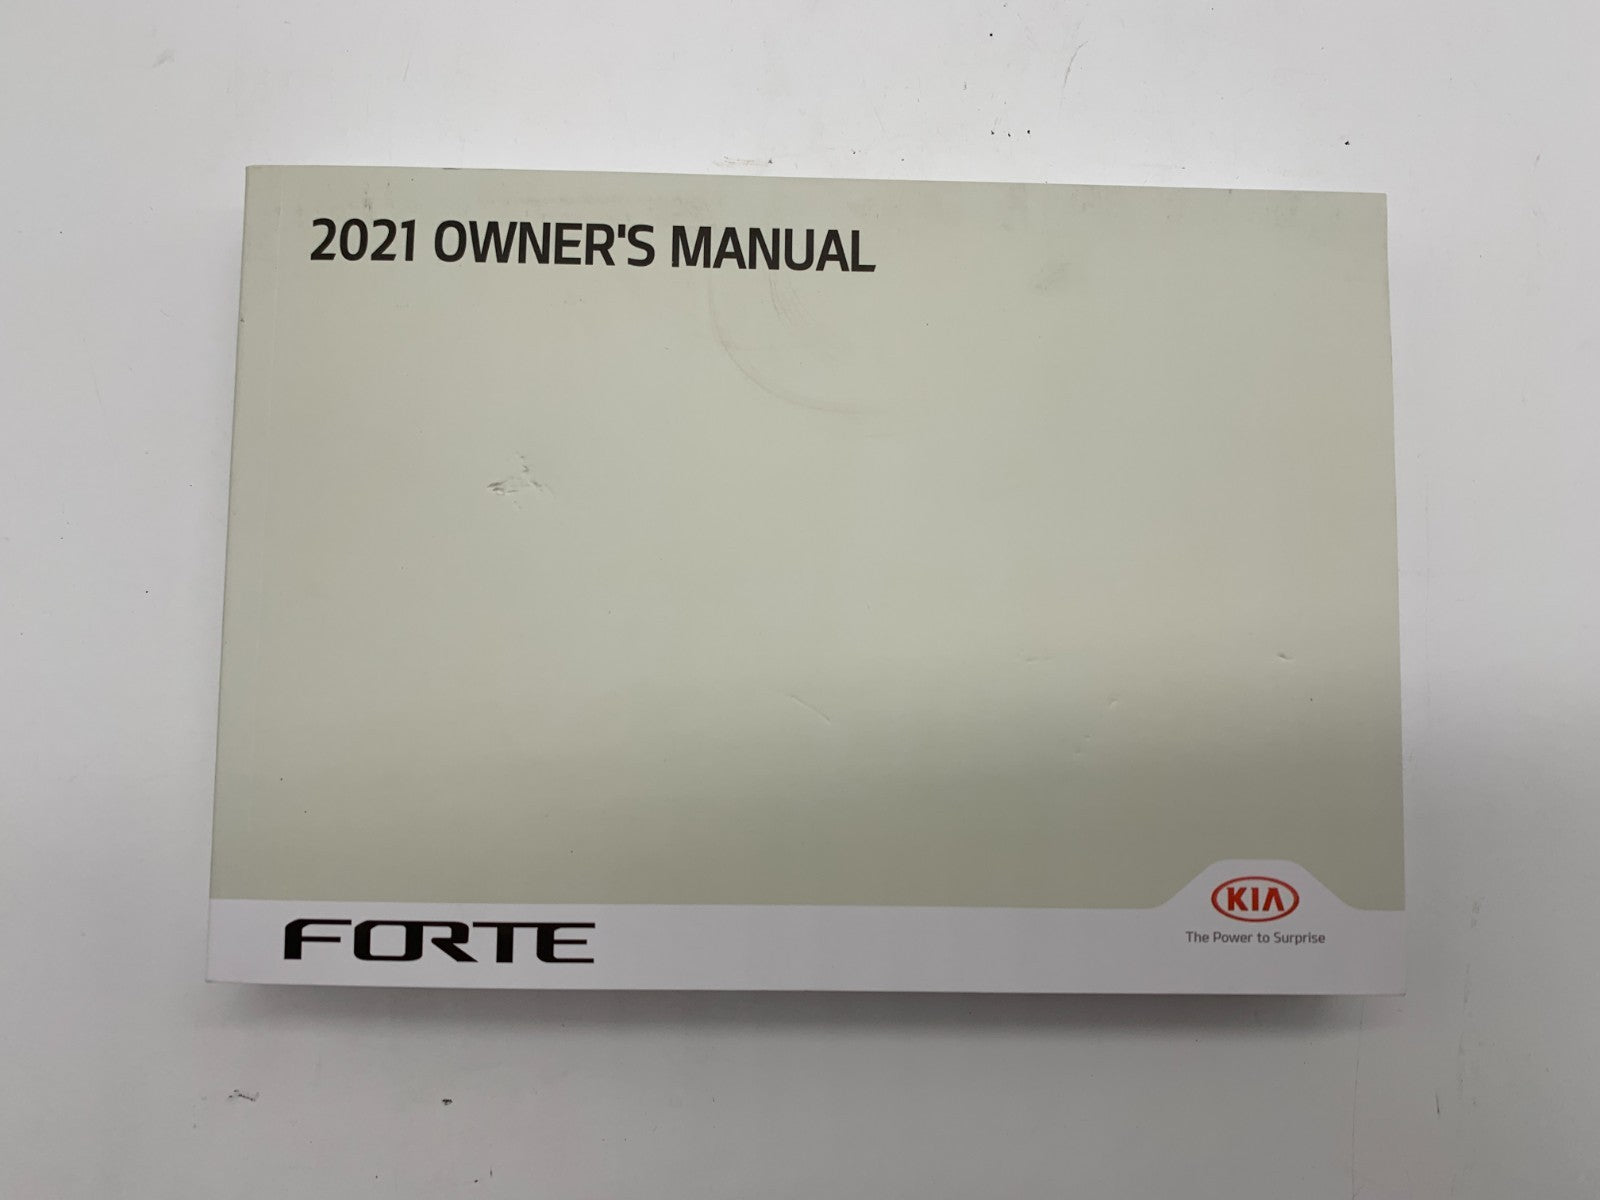 2021 OWNER'S MANUAL
FORTE
KIA
The Power to Surprise